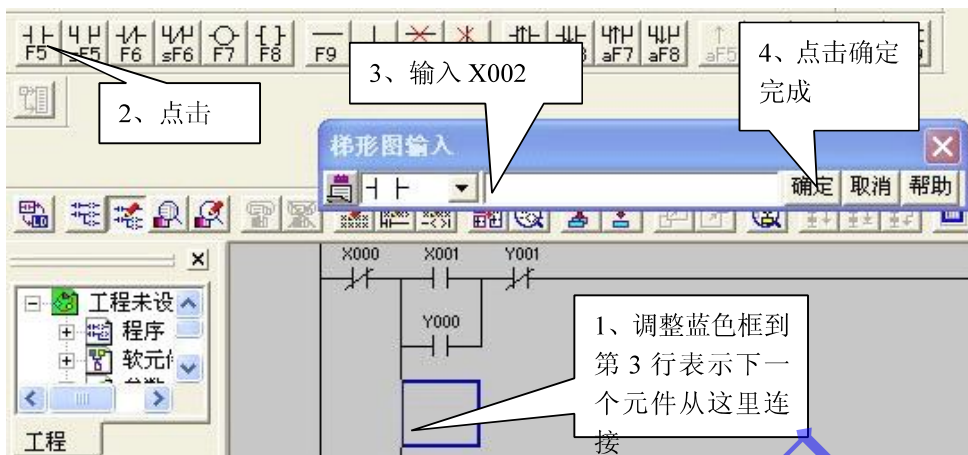 F5 sF5 F6 sF6 F7 F8 F9 aF7 aF8 aF5
3、输入 X002
4、点击确定
完成
2、点击
梯形图输入
确定 取消 帮助
X000 X001 Y001
Y000
工程未设
程序
软元件
参数
工程
1、调整蓝色框到
第 3 行表示下一
个元件从这里连
接